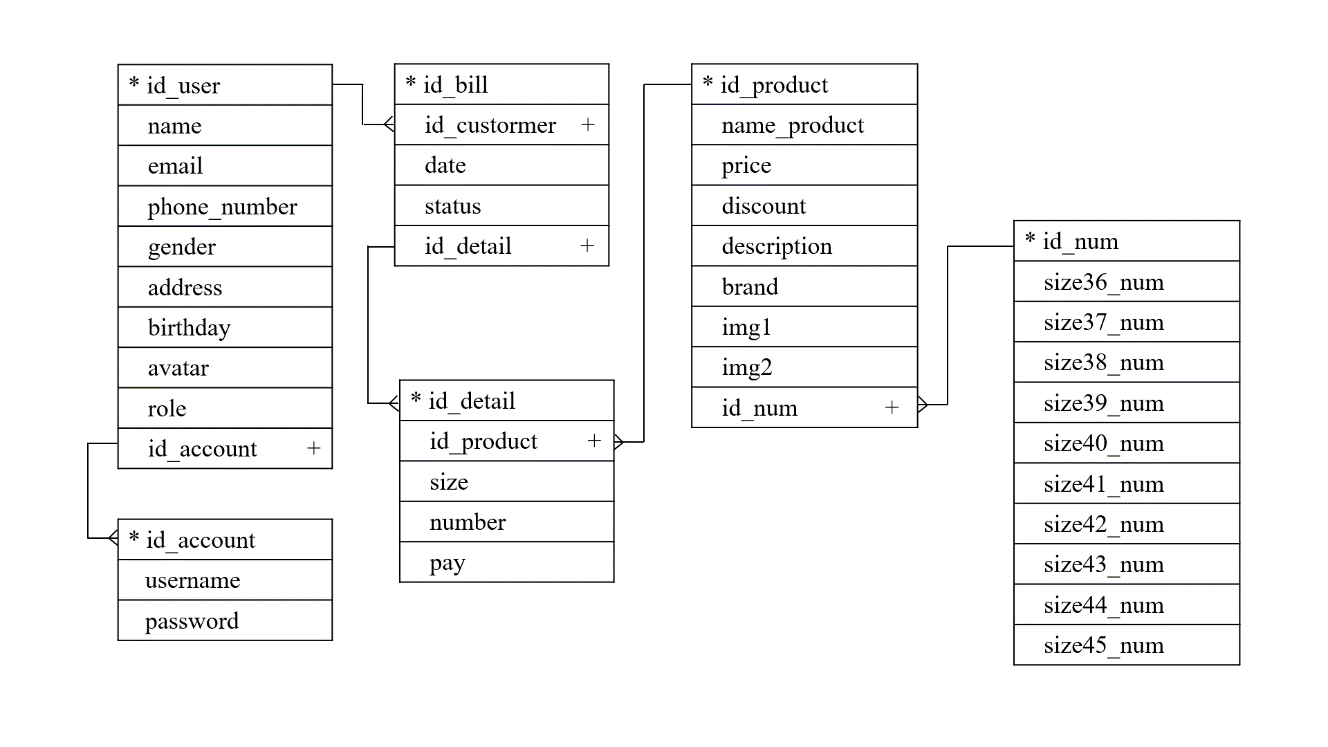 * id_user
name
email
phone_number
gender
address
birthday
avatar
role
id_account +
* id_account
username
password
* id_bill
id_custormer +
date
status
id_detail +
* id_detail
id_product +
size
number
pay
* id_product
name_product
price
discount
description
brand
img1
img2
id_num +
* id_num
size36_num
size37_num
size38_num
size39_num
size40_num
size41_num
size42_num
size43_num
size44_num
size45_num